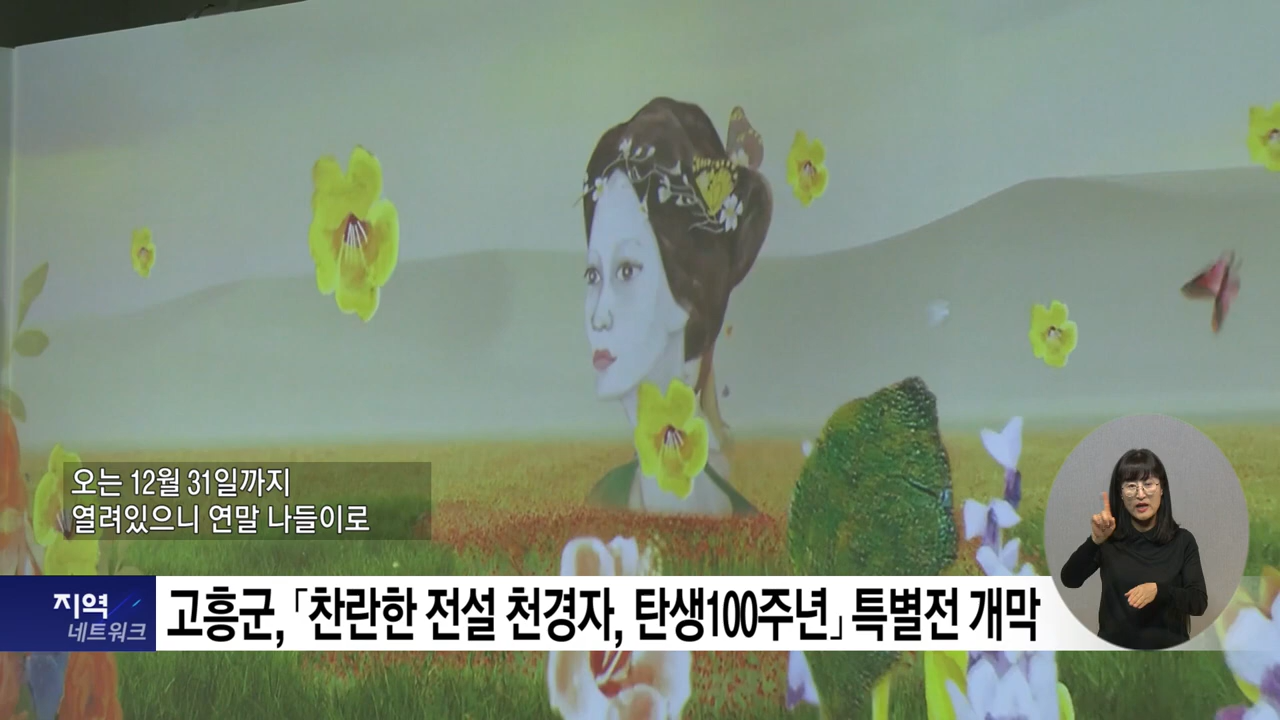 오는 12월 31일까지
열려있으니 연말 나들이로
지역
네트워크
고흥군, ｢찬란한 전설 천경자, 탄생100주년｣ 특별전 개막